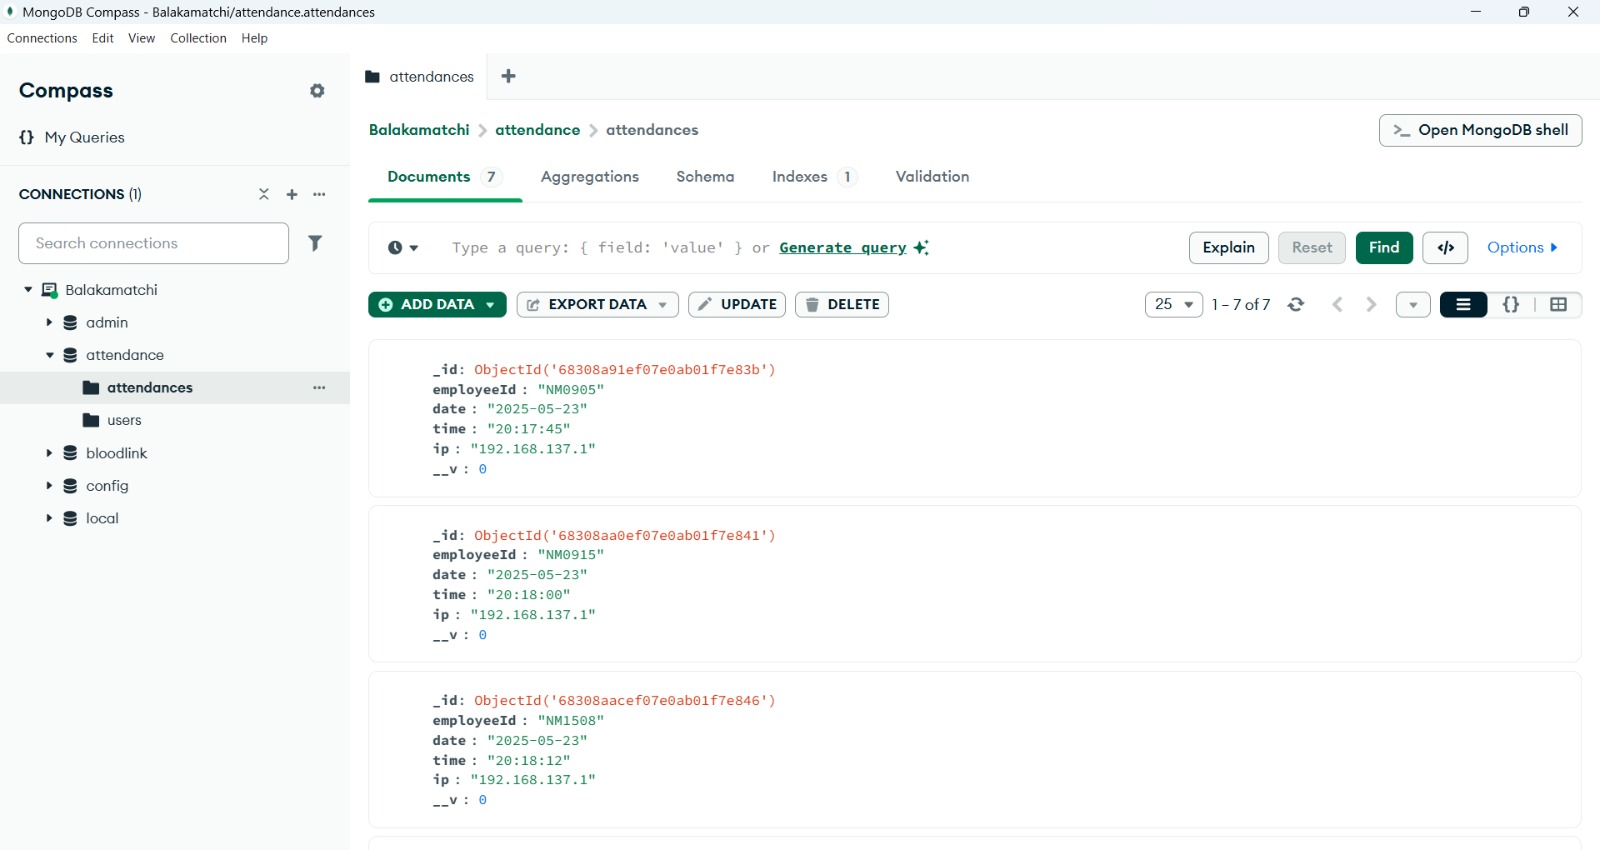 MongoDB Compass - Balakamatchi/attendance.attendances
Connections Edit View Collection Help
Compass
{} My Queries
CONNECTIONS (1)
Search connections
Balakamatchi
admin
attendance
attendances
users
bloodlink
config
local
attendances
Balakamatchi > attendance > attendances
>_ Open MongoDB shell
Documents 7 Aggregations Schema Indexes 1 Validation
Type a query: { field: 'value' } or Generate query
Explain Reset Find </> Options
ADD DATA EXPORT DATA UPDATE DELETE
25 1 – 7 of 7 {}
_id: ObjectId('68308a91ef07e0ab01f7e83b')
employeeId : "NM0905"
date : "2025-05-23"
time : "20:17:45"
ip : "192.168.137.1"
__v : 0
_id: ObjectId('68308aa0ef07e0ab01f7e841')
employeeId : "NM0915"
date : "2025-05-23"
time : "20:18:00"
ip : "192.168.137.1"
__v : 0
_id: ObjectId('68308aacef07e0ab01f7e846')
employeeId : "NM1508"
date : "2025-05-23"
time : "20:18:12"
ip : "192.168.137.1"
__v : 0